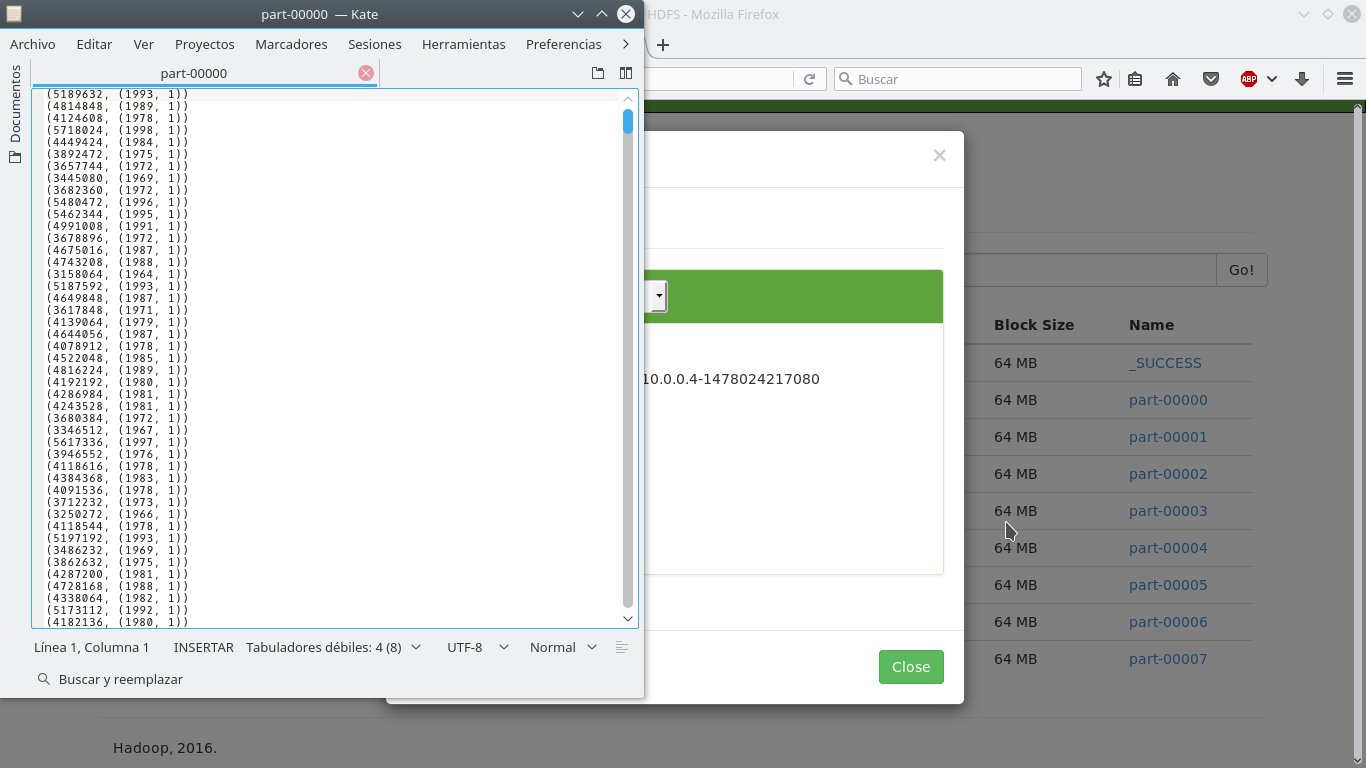 part-00000 — Kate
Archivo Editar Ver Proyectos Marcadores Sesiones Herramientas Preferencias
part-00000
Documentos
(5189632, (1993, 1))
(4814848, (1989, 1))
(4124608, (1978, 1))
(5718024, (1998, 1))
(4449424, (1984, 1))
(3892472, (1975, 1))
(3657744, (1972, 1))
(3445080, (1969, 1))
(3682360, (1972, 1))
(5480472, (1996, 1))
(5462344, (1995, 1))
(4991008, (1991, 1))
(3678896, (1972, 1))
(4675016, (1987, 1))
(4743208, (1988, 1))
(3158064, (1964, 1))
(5187592, (1993, 1))
(4649848, (1987, 1))
(3617848, (1971, 1))
(4139064, (1979, 1))
(4644056, (1987, 1))
(4078912, (1978, 1))
(4522048, (1985, 1))
(4816224, (1989, 1))
(4192192, (1980, 1))
(4286984, (1981, 1))
(4243528, (1981, 1))
(3680384, (1972, 1))
(3346512, (1967, 1))
(5617336, (1997, 1))
(3946552, (1976, 1))
(4118616, (1978, 1))
(4384368, (1983, 1))
(4091536, (1978, 1))
(3712232, (1973, 1))
(3250272, (1966, 1))
(4118544, (1978, 1))
(5197192, (1993, 1))
(3486232, (1969, 1))
(3862632, (1975, 1))
(4287200, (1981, 1))
(4728168, (1988, 1))
(4338064, (1982, 1))
(5173112, (1992, 1))
(4182136, (1980, 1))
Línea 1, Columna 1 INSERTAR Tabuladores débiles: 4 (8) UTF-8 Normal
Buscar y reemplazar
HDFS - Mozilla Firefox
Buscar
ABP
Go!
Block Size Name
64 MB _SUCCESS
10.0.0.4-1478024217080
64 MB part-00000
64 MB part-00001
64 MB part-00002
64 MB part-00003
64 MB part-00004
64 MB part-00005
64 MB part-00006
64 MB part-00007
Close
Hadoop, 2016.